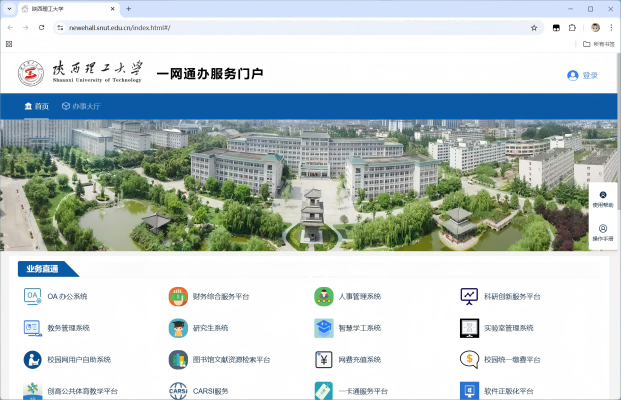 陕西理工大学
newehall.snut.edu.cn/index.html#/
所有书签
陕西理工大学
Shaanxi University of Technology
一网通办服务门户
登录
首页
办事大厅
使用帮助
操作手册
业务直通
OA 办公系统
财务综合服务平台
人事管理系统
科研创新服务平台
教务管理系统
研究生系统
智慧学工系统
实验室管理系统
校园网用户自助系统
图书馆文献资源检索平台
网费充值系统
校园统一缴费平台
创高公共体育教学平台
CARSI
CARSI服务
一卡通服务平台
软件正版化平台